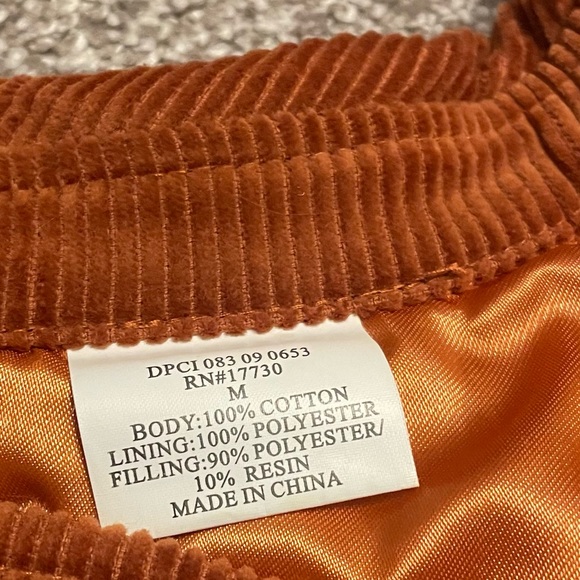 DPCI 083 09 0653
RN#17730
M
BODY:100% COTTON
LINING:100% POLYESTER
FILLING:90% POLYESTER/
10% RESIN
MADE IN CHINA